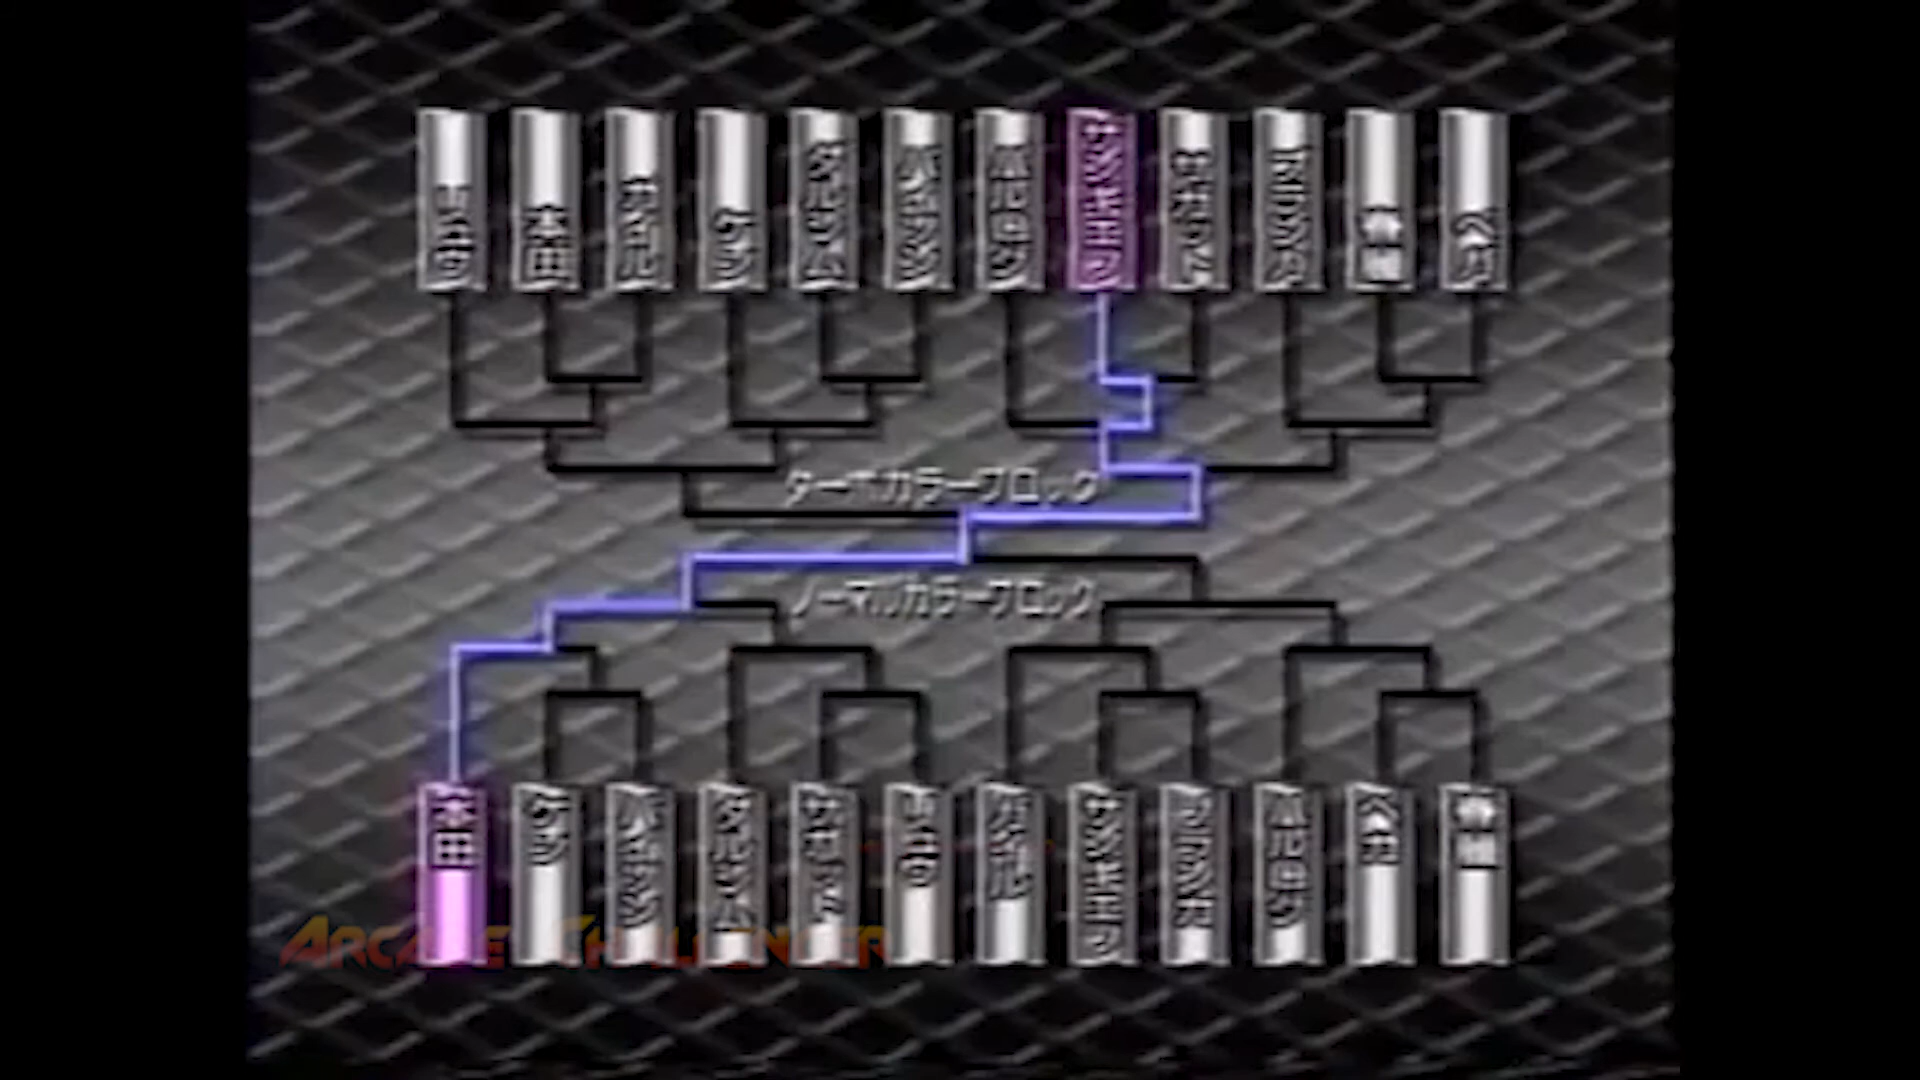 リュウ
本田
ガイル
ケン
ダルシム
バイソン
バルログ
サンギエフ
サガット
ブランカ
春麗
ベガ
ターボカラーブロック
ノーマルカラーブロック
本田
ケン
バイソン
ダルシム
サガット
リュウ
ガイル
サンギエフ
ブランカ
バルログ
ベガ
春麗
ARCADE CHALLENGER